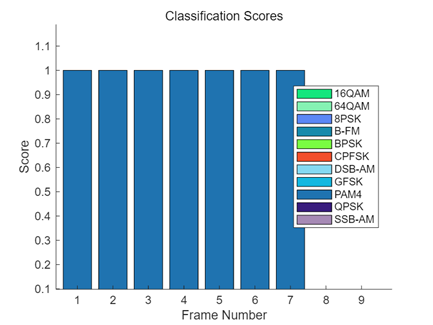 Classification Scores
1.1
1
0.9
0.8
0.7
0.6
0.5
0.4
0.3
0.2
0.1
Score
1 2 3 4 5 6 7 8 9
Frame Number
16QAM
64QAM
8PSK
B-FM
BPSK
CPFSK
DSB-AM
GFSK
PAM4
QPSK
SSB-AM